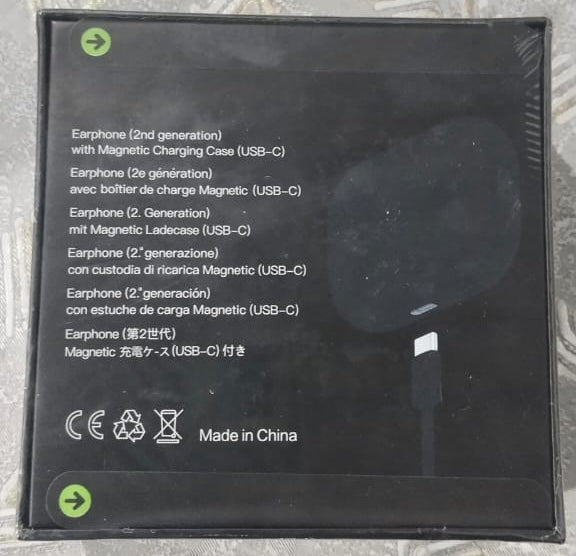 Earphone (2nd generation)
with Magnetic Charging Case (USB-C)
Earphone (2e génération)
avec boîtier de charge Magnetic (USB-C)
Earphone (2. Generation)
mit Magnetic Ladecase (USB-C)
Earphone (2.ª generazione)
con custodia di ricarica Magnetic (USB-C)
Earphone (2.ª generación)
con estuche de carga Magnetic (USB-C)
Earphone (第2世代)
Magnetic 充電ケ-ス (USB-C) 付き
CE Made in China